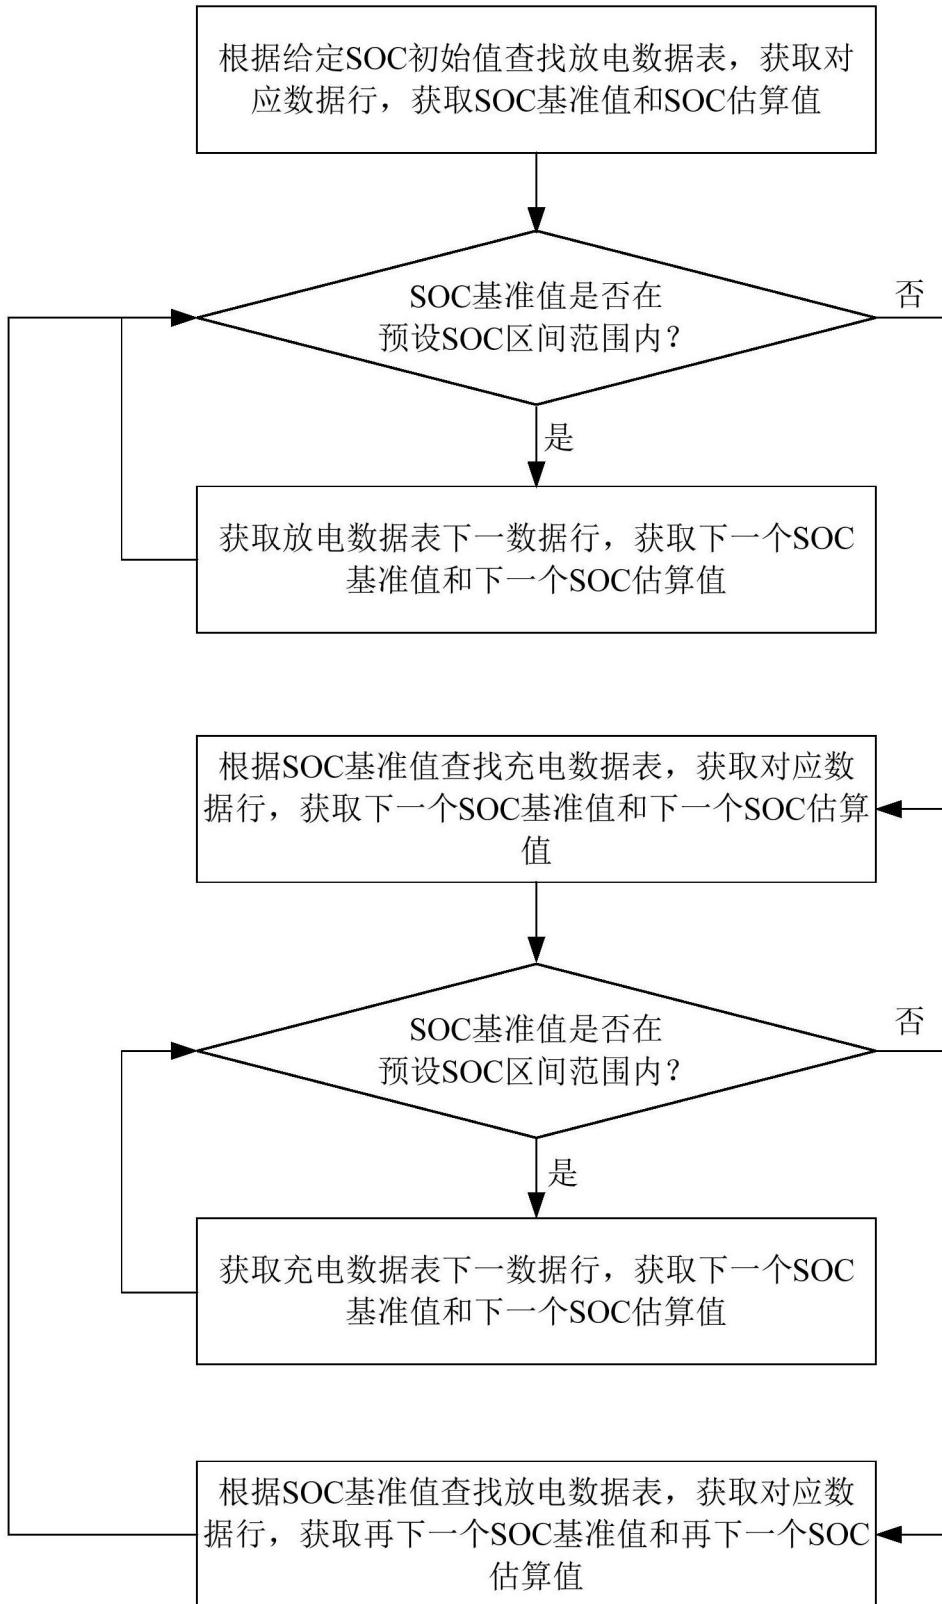 根据给定SOC初始值查找放电数据表，获取对
应数据行，获取SOC基准值和SOC估算值
SOC基准值是否在
预设SOC区间范围内？
否
是
获取放电数据表下一数据行，获取下一个SOC
基准值和下一个SOC估算值
根据SOC基准值查找充电数据表，获取对应数
据行，获取下一个SOC基准值和下一个SOC估算
值
SOC基准值是否在
预设SOC区间范围内？
否
是
获取充电数据表下一数据行，获取下一个SOC
基准值和下一个SOC估算值
根据SOC基准值查找放电数据表，获取对应数
据行，获取再下一个SOC基准值和再下一个SOC
估算值